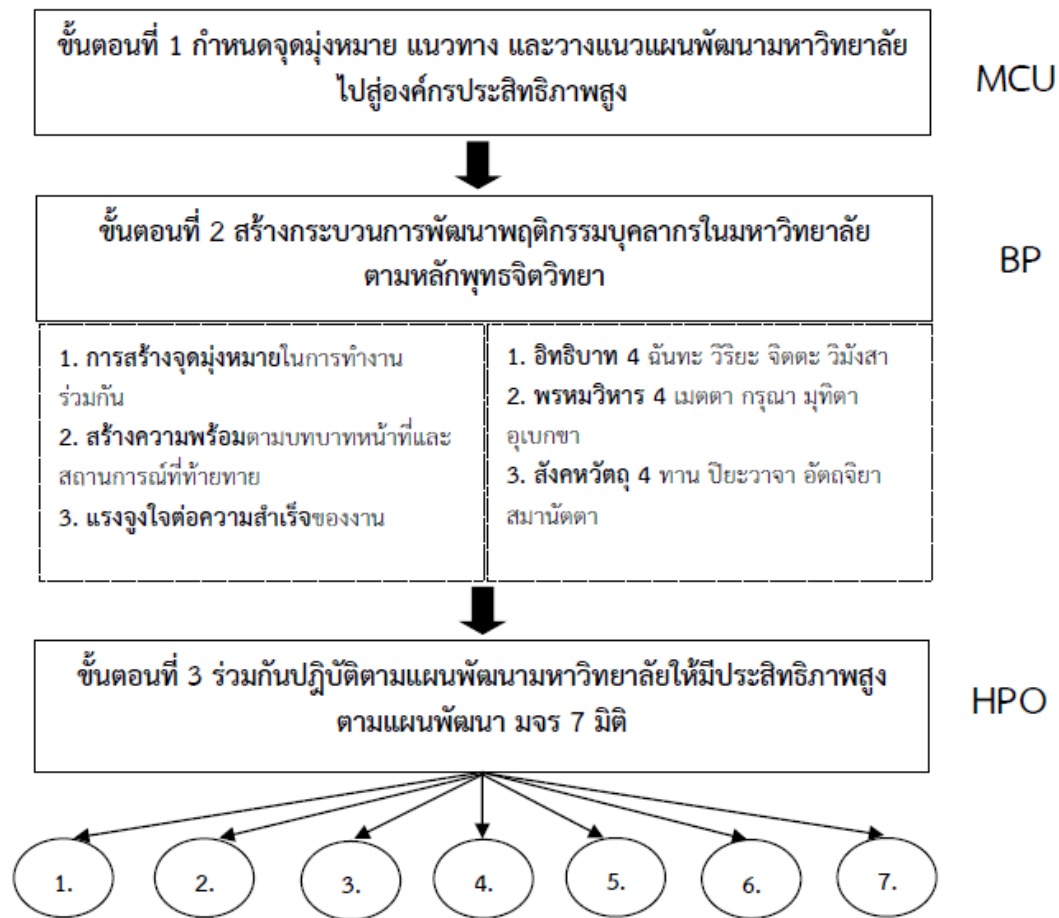 ขั้นตอนที่ 1 กำหนดจุดมุ่งหมาย แนวทาง และวางแนวแผนพัฒนามหาวิทยาลัย
ไปสู่องค์กรประสิทธิภาพสูง
MCU
ขั้นตอนที่ 2 สร้างกระบวนการพัฒนาพฤติกรรมบุคลากรในมหาวิทยาลัย
ตามหลักพุทธจิตวิทยา
BP
1. การสร้างจุดมุ่งหมายในการทำงาน
ร่วมกัน
2. สร้างความพร้อมตามบทบาทหน้าที่และ
สถานการณ์ที่ท้ายทาย
3. แรงจูงใจต่อความสำเร็จของงาน
1. อิทธิบาท 4 ฉันทะ วิริยะ จิตตะ วิมังสา
2. พรหมวิหาร 4 เมตตา กรุณา มุทิตา
อุเบกขา
3. สังคหวัตถุ 4 ทาน ปิยะวาจา อัตถจิยา
สมานัตตา
ขั้นตอนที่ 3 ร่วมกันปฏิบัติตามแผนพัฒนามหาวิทยาลัยให้มีประสิทธิภาพสูง
ตามแผนพัฒนา มจร 7 มิติ
HPO
1.
2.
3.
4.
5.
6.
7.